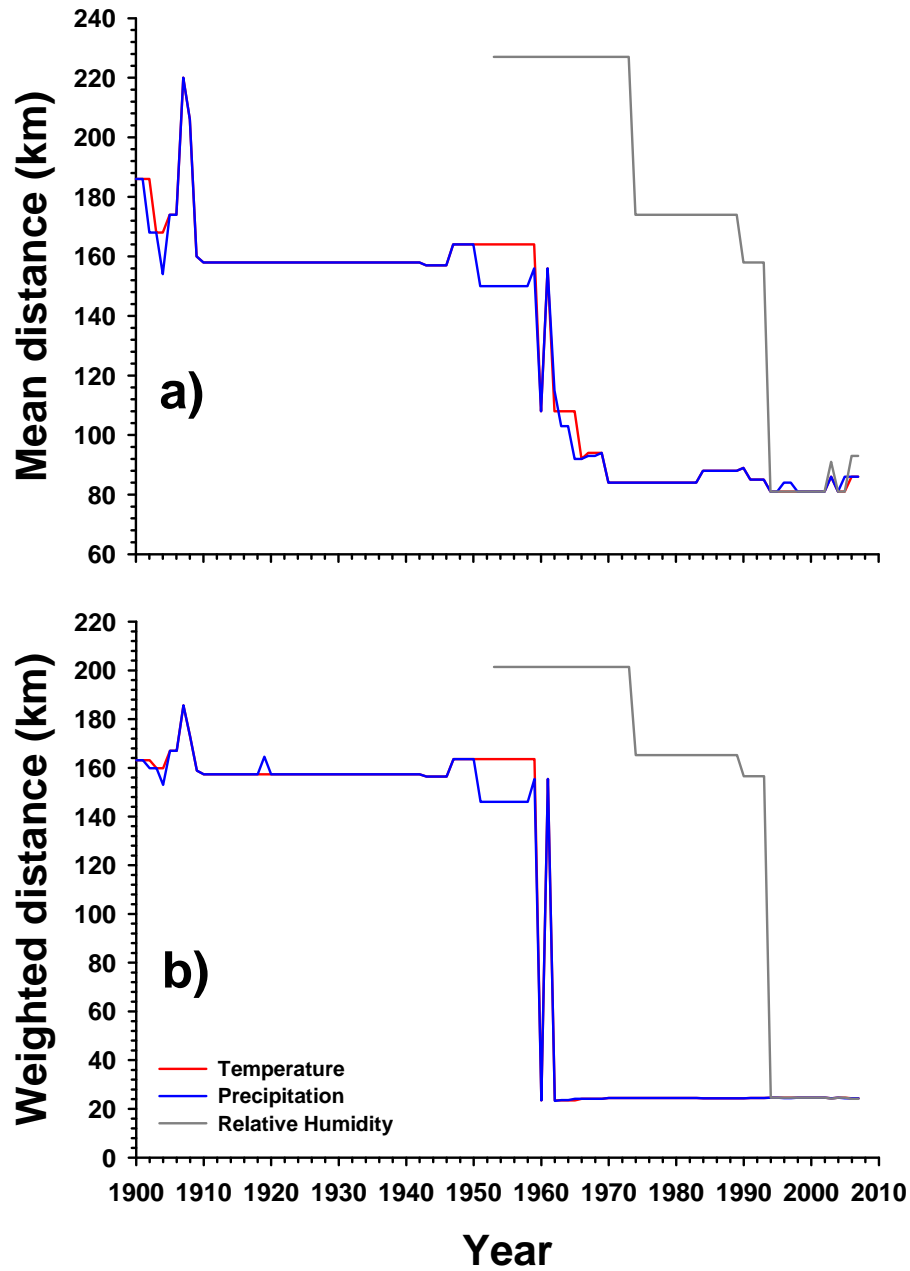 240
220
200
180
160
140
120
100
80
60
Mean distance (km)
a)
220
200
180
160
140
120
100
80
60
40
20
0
Weighted distance (km)
b)
Temperature
Precipitation
Relative Humidity
1900 1910 1920 1930 1940 1950 1960 1970 1980 1990 2000 2010
Year